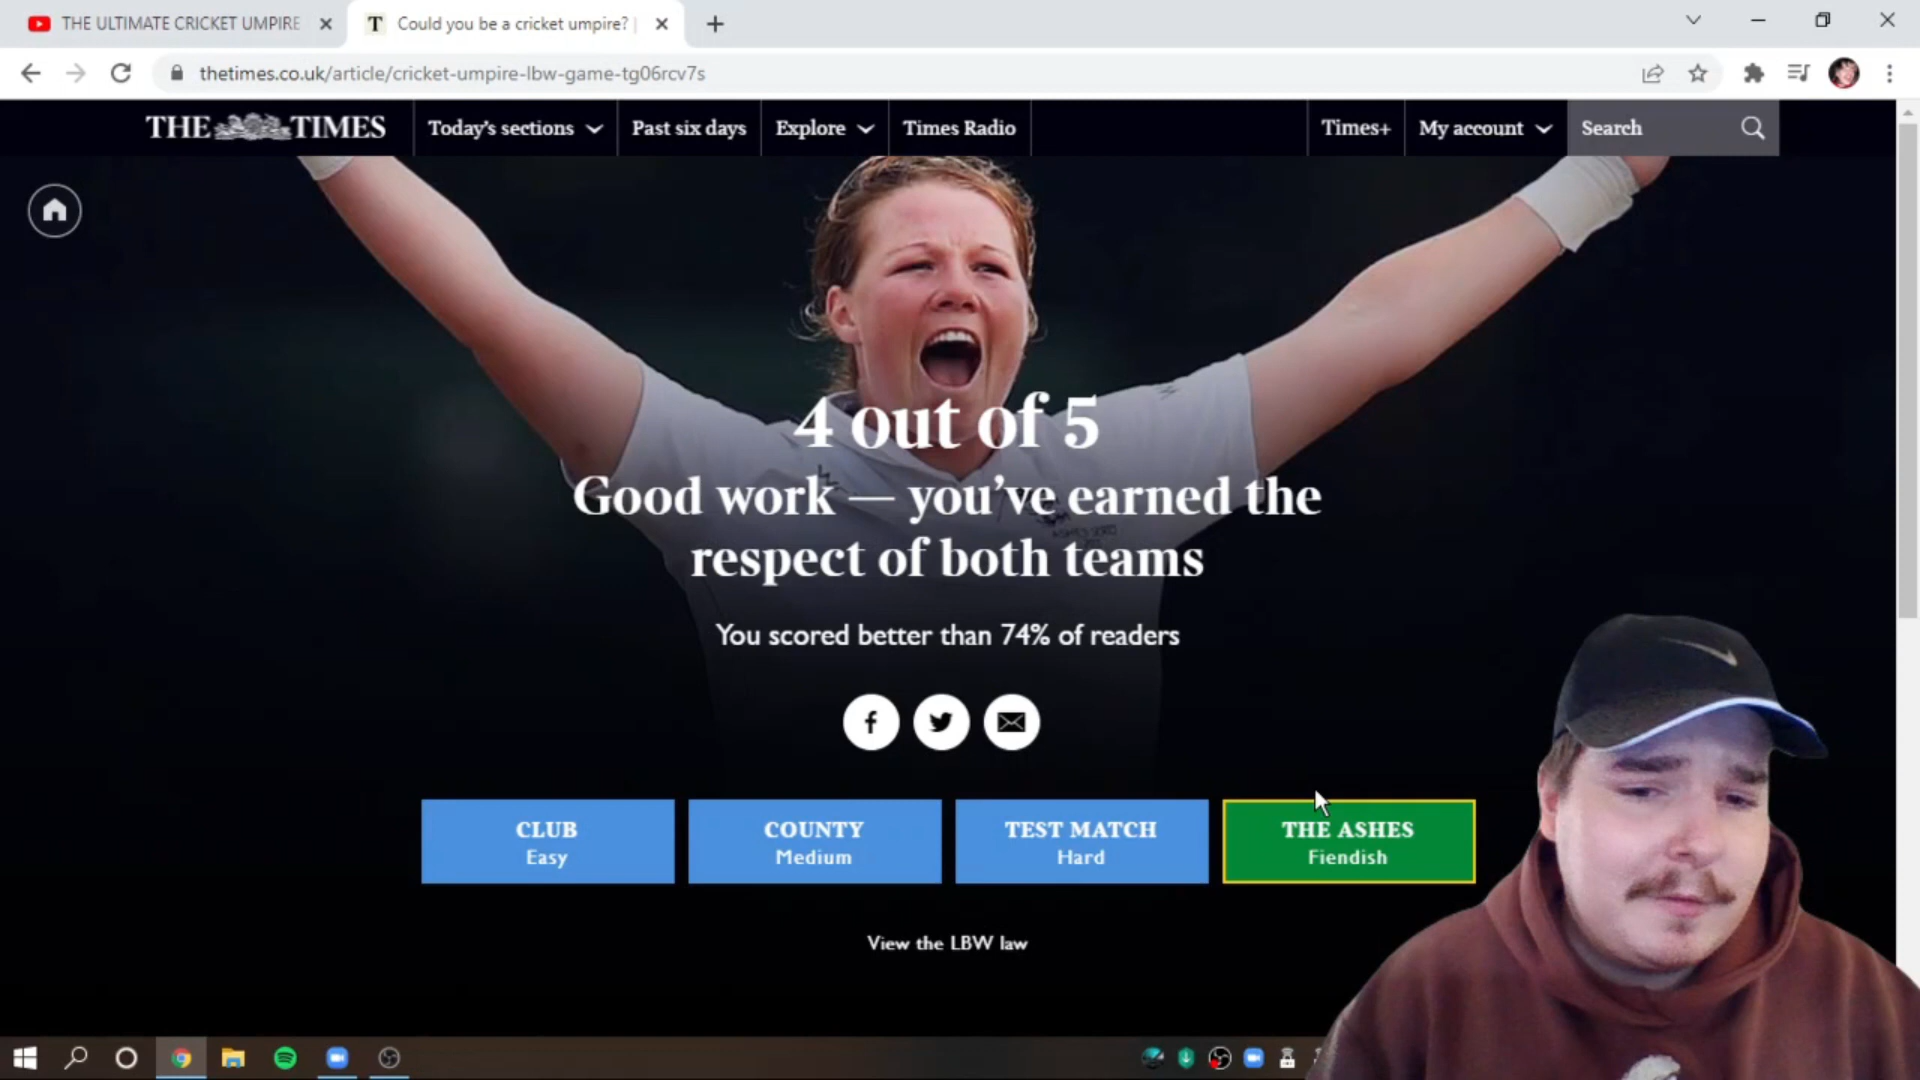 THE ULTIMATE CRICKET UMPIRE
T Could you be a cricket umpire? |
thetimes.co.uk/article/cricket-umpire-lbw-game-tg06rcv7s
THE TIMES
Today's sections
Past six days
Explore
Times Radio
Times+
My account
Search
4 out of 5
Good work — you've earned the
respect of both teams
You scored better than 74% of readers
CLUB
Easy
COUNTY
Medium
TEST MATCH
Hard
THE ASHES
Fiendish
View the LBW law